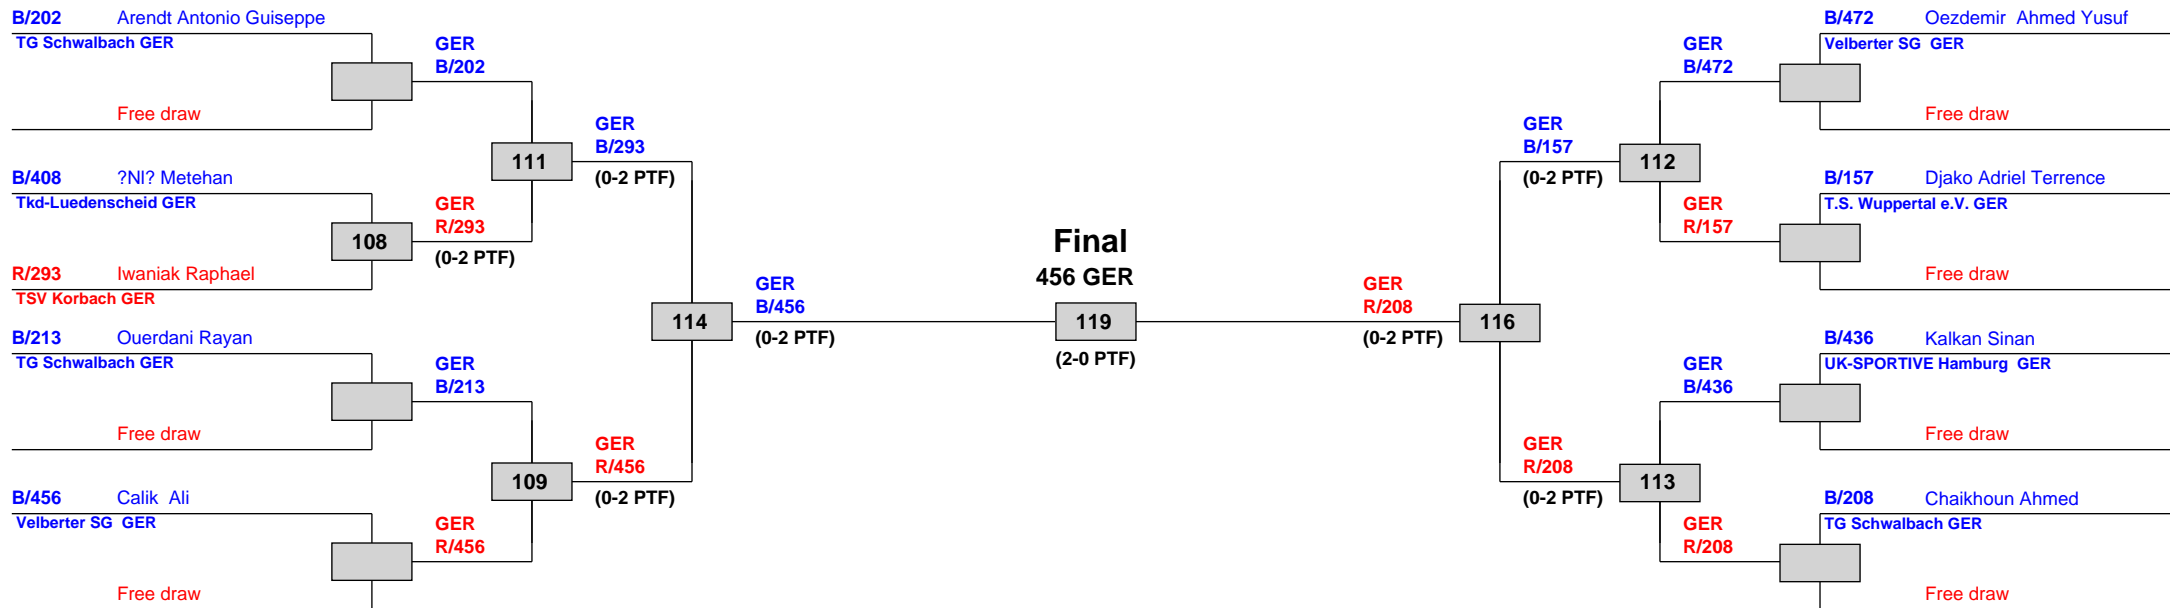 B/202 Arendt Antonio Guiseppe
TG Schwalbach GER
Free draw
GER
B/202
B/408 ?NI? Metehan
Tkd-Luedenscheid GER
108
R/293 Iwaniak Raphael
TSV Korbach GER
GER
R/293
(0-2 PTF)
111
GER
B/293
(0-2 PTF)
B/213 Ouerdani Rayan
TG Schwalbach GER
Free draw
GER
B/213
B/456 Calik Ali
Velberter SG GER
Free draw
GER
R/456
109
GER
R/456
(0-2 PTF)
114
GER
B/456
(0-2 PTF)
Final
456 GER
119
(2-0 PTF)
GER
R/208
(0-2 PTF)
116
GER
B/157
(0-2 PTF)
112
GER
B/472
B/472 Oezdemir Ahmed Yusuf
Velberter SG GER
Free draw
GER
R/157
B/157 Djako Adriel Terrence
T.S. Wuppertal e.V. GER
Free draw
GER
R/208
(0-2 PTF)
113
GER
B/436
B/436 Kalkan Sinan
UK-SPORTIVE Hamburg GER
Free draw
GER
R/208
B/208 Chaikhoun Ahmed
TG Schwalbach GER
Free draw